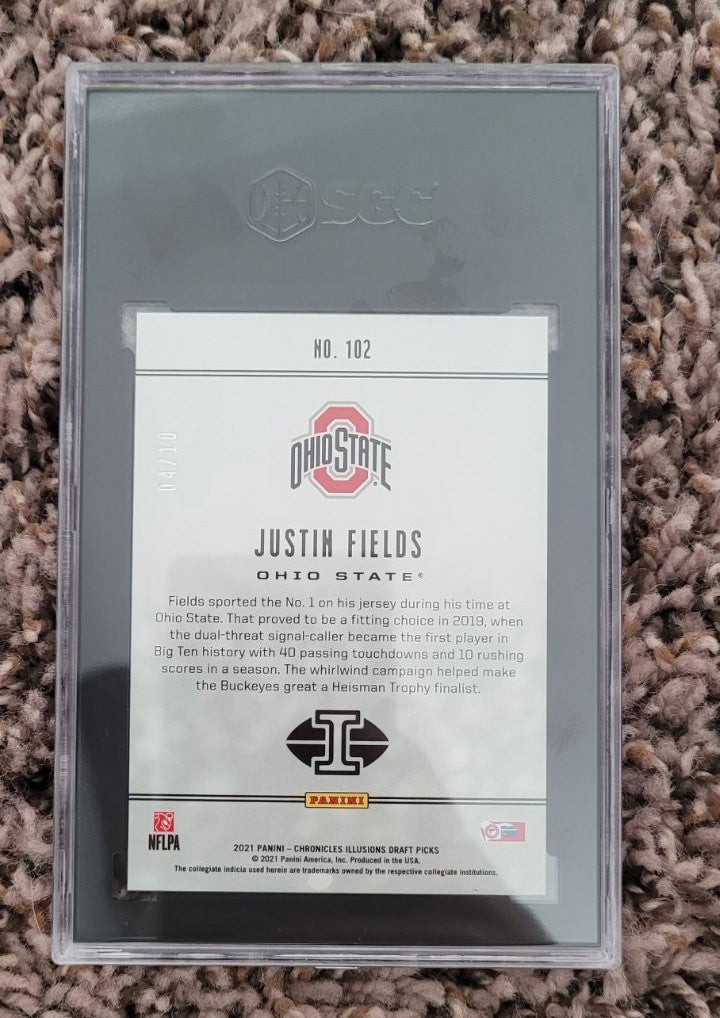 SGC
NO. 102
04/10
OHIO STATE
JUSTIN FIELDS
OHIO STATE®
Fields sported the No. 1 on his jersey during his time at
Ohio State. That proved to be a fitting choice in 2019, when
the dual-threat signal-caller became the first player in
Big Ten history with 40 passing touchdowns and 10 rushing
scores in a season. The whirlwind campaign helped make
the Buckeyes great a Heisman Trophy finalist.
I
PANINI
NFLPA
2021 PANINI – CHRONICLES ILLUSIONS DRAFT PICKS
© 2021 Panini America, Inc. Produced in the USA.
The collegiate indicia used herein are trademarks owned by the respective collegiate institutions.